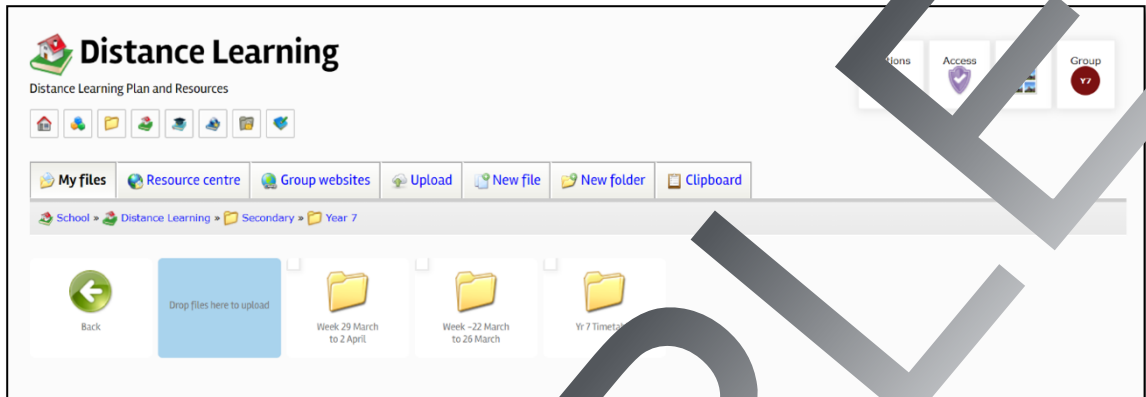 Distance Learning
Distance Learning Plan and Resources
Access
Group
Y7
My files
Resource centre
Group websites
Upload
New file
New folder
Clipboard
School » Distance Learning » Secondary » Year 7
Back
Drop files here to upload
Week 29 March
to 2 April
Week -22 March
to 26 March
Yr 7